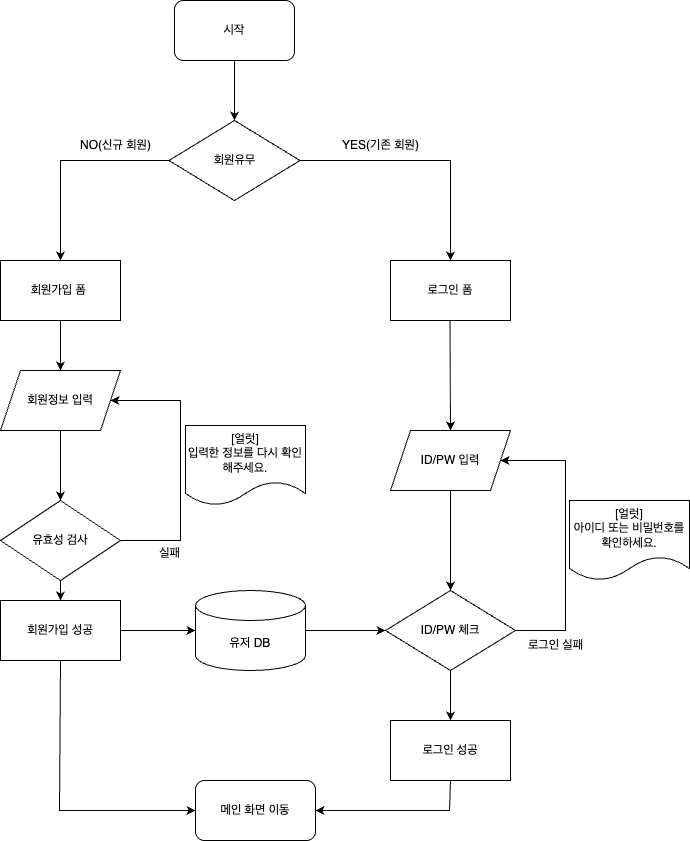 시작
회원유무
NO(신규 회원)
YES(기존 회원)
회원가입 폼
로그인 폼
회원정보 입력
[얼럿]
입력한 정보를 다시 확인
해주세요.
ID/PW 입력
[얼럿]
아이디 또는 비밀번호를
확인하세요.
유효성 검사
실패
회원가입 성공
유저 DB
ID/PW 체크
로그인 실패
로그인 성공
메인 화면 이동